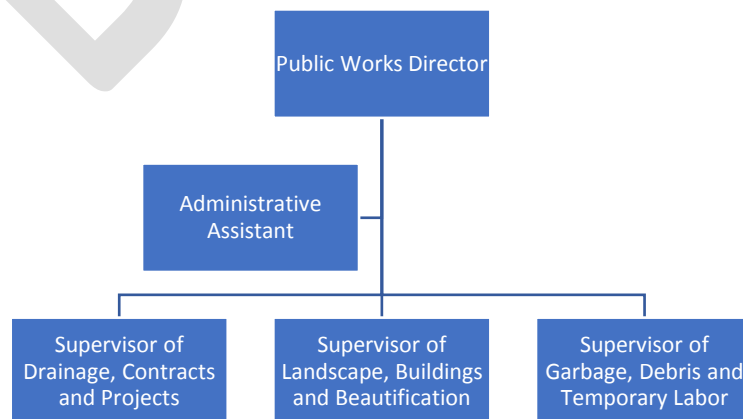 Public Works Director
Administrative
Assistant
Supervisor of
Drainage, Contracts
and Projects
Supervisor of
Landscape, Buildings
and Beautification
Supervisor of
Garbage, Debris and
Temporary Labor